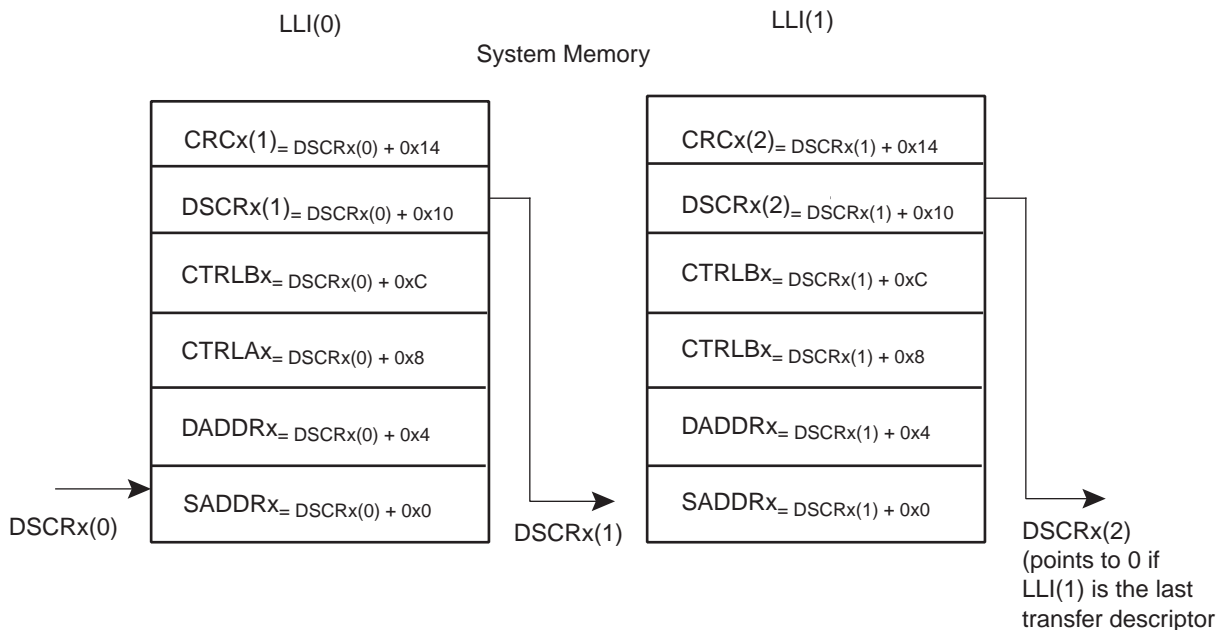 LLI(0)
LLI(1)
System Memory
CRCx(1)= DSCRx(0) + 0x14
DSCRx(1)= DSCRx(0) + 0x10
CTRLBx= DSCRx(0) + 0xC
CTRLAx= DSCRx(0) + 0x8
DADDRx= DSCRx(0) + 0x4
SADDRx= DSCRx(0) + 0x0
DSCRx(0)
DSCRx(1)
CRCx(2)= DSCRx(1) + 0x14
DSCRx(2)= DSCRx(1) + 0x10
CTRLBx= DSCRx(1) + 0xC
CTRLBx= DSCRx(1) + 0x8
DADDRx= DSCRx(1) + 0x4
SADDRx= DSCRx(1) + 0x0
DSCRx(2)
(points to 0 if
LLI(1) is the last
transfer descriptor